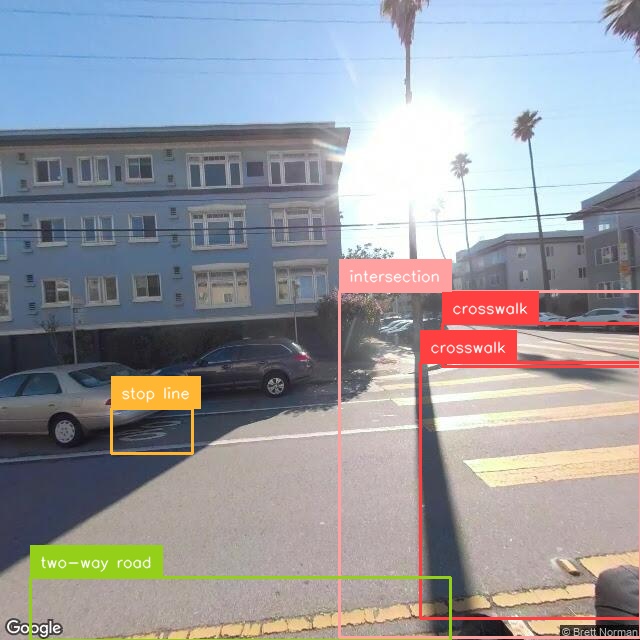 intersection
crosswalk
crosswalk
stop line
two-way road
Google
© Brett Norman